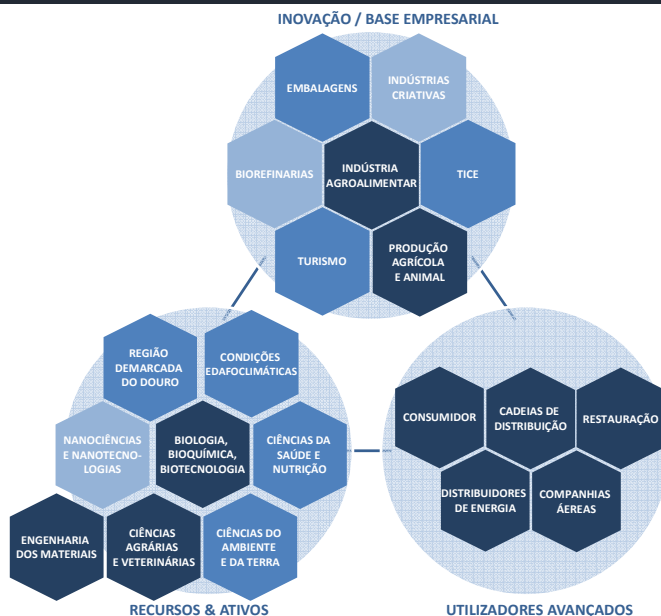 INOVAÇÃO / BASE EMPRESARIAL
EMBALAGENS
INDÚSTRIAS
CRIATIVAS
BIOREFINARIAS
INDÚSTRIA
AGROALIMENTAR
TICE
TURISMO
PRODUÇÃO
AGRÍCOLA
E ANIMAL
REGIÃO
DEMARCADA
DO DOURO
CONDIÇÕES
EDAFOCLIMÁTICAS
NANOCIÊNCIAS
E NANOTECNO-
LOGIAS
BIOLOGIA,
BIOQUÍMICA,
BIOTECNOLOGIA
CIÊNCIAS DA
SAÚDE E
NUTRIÇÃO
ENGENHARIA
DOS MATERIAIS
CIÊNCIAS
AGRÁRIAS
E VETERINÁRIAS
CIÊNCIAS DO
AMBIENTE
E DA TERRA
RECURSOS & ATIVOS
CONSUMIDOR
CADEIAS DE
DISTRIBUIÇÃO
RESTAURAÇÃO
DISTRIBUIDORES
DE ENERGIA
COMPANHIAS
ÁEREAS
UTILIZADORES AVANÇADOS